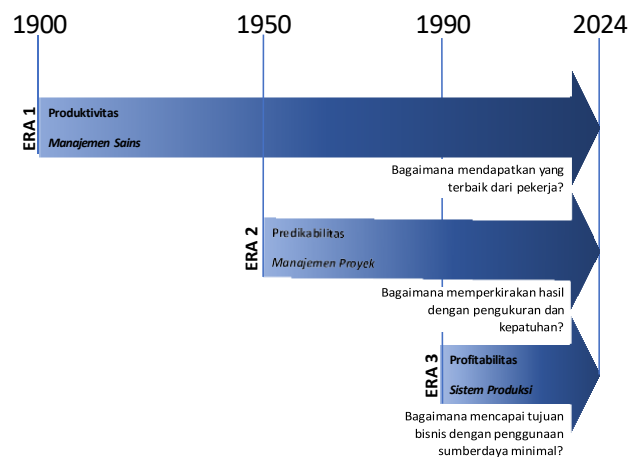 1900 1950 1990 2024
ERA 1
Produktivitas
Manajemen Sains
Bagaimana mendapatkan yang
terbaik dari pekerja?
ERA 2
Predikabilitas
Manajemen Proyek
Bagaimana memperkirakan hasil
dengan pengukuran dan
kepatuhan?
ERA 3
Profitabilitas
Sistem Produksi
Bagaimana mencapai tujuan
bisnis dengan penggunaan
sumberdaya minimal?